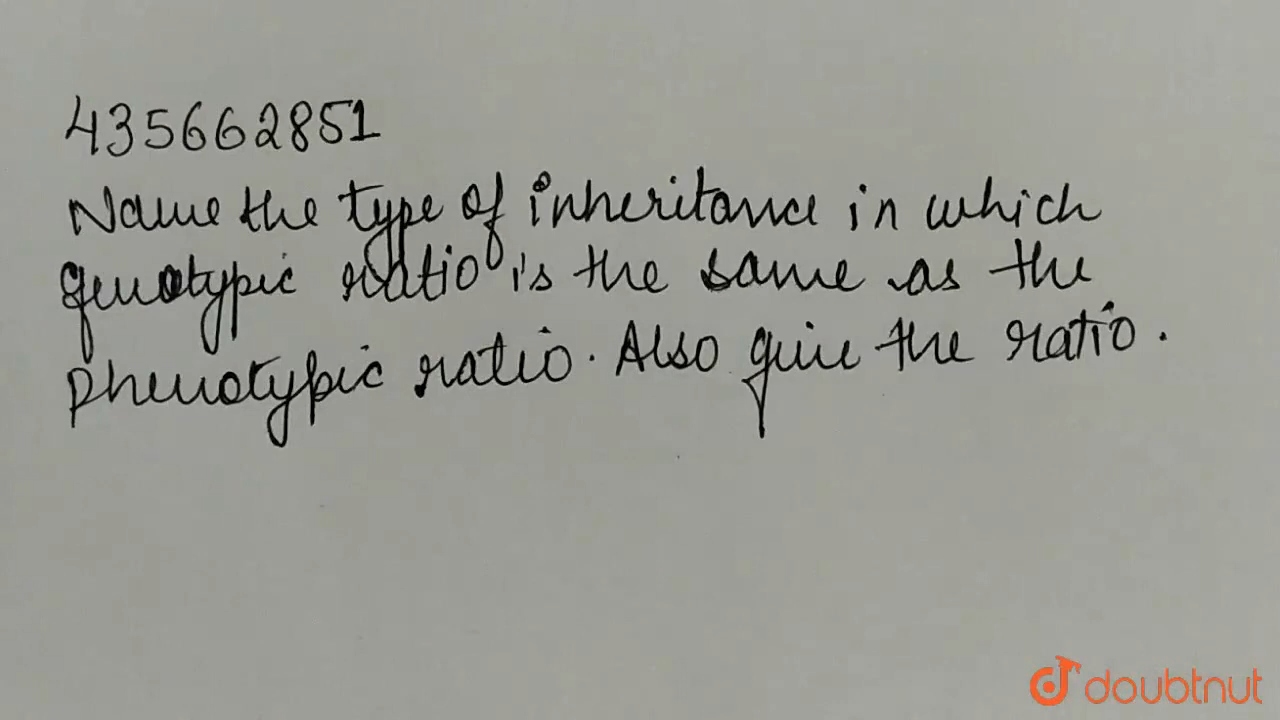 435662851
Name the type of inheritance in which
genotypic ratio is the same as the
phenotypic ratio. Also give the ratio.
doubtnut